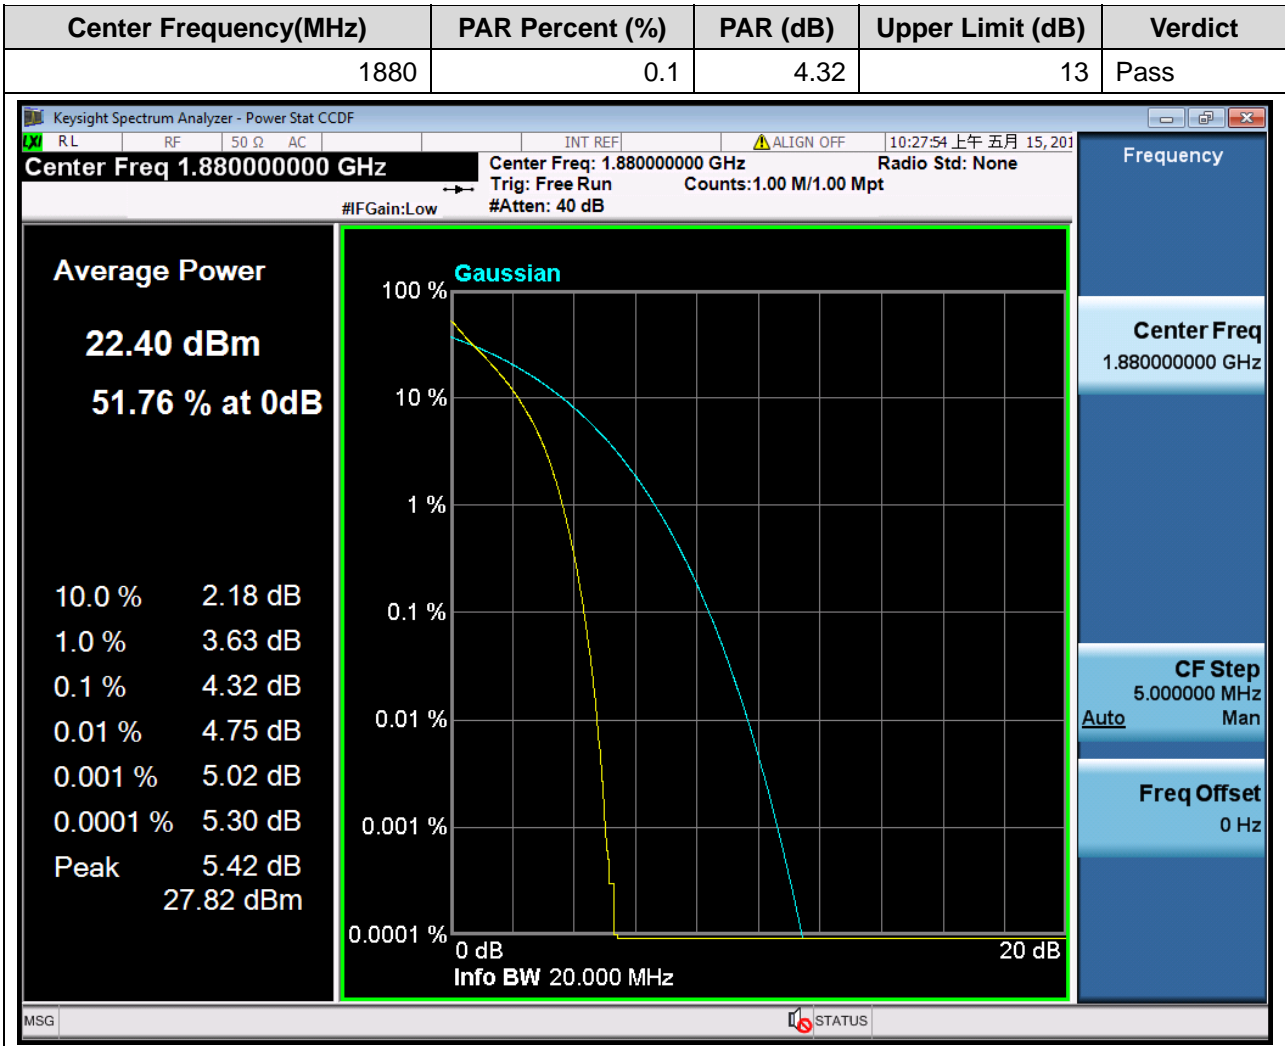 Center Frequency(MHz) PAR Percent (%) PAR (dB) Upper Limit (dB) Verdict
1880 0.1 4.32 13 Pass
Keysight Spectrum Analyzer - Power Stat CCDF
LXI RL RF 50 Ω AC INT REF ALIGN OFF 10:27:54 上午 五月 15, 201
Center Freq 1.880000000 GHz
Center Freq: 1.880000000 GHz Radio Std: None
Trig: Free Run Counts:1.00 M/1.00 Mpt
#IFGain:Low #Atten: 40 dB
Average Power
22.40 dBm
51.76 % at 0dB
10.0 % 2.18 dB
1.0 % 3.63 dB
0.1 % 4.32 dB
0.01 % 4.75 dB
0.001 % 5.02 dB
0.0001 % 5.30 dB
Peak 5.42 dB
27.82 dBm
Gaussian
100 %
10 %
1 %
0.1 %
0.01 %
0.001 %
0.0001 %
0 dB 20 dB
Info BW 20.000 MHz
Frequency
Center Freq
1.880000000 GHz
CF Step
5.000000 MHz
Auto Man
Freq Offset
0 Hz
MSG STATUS